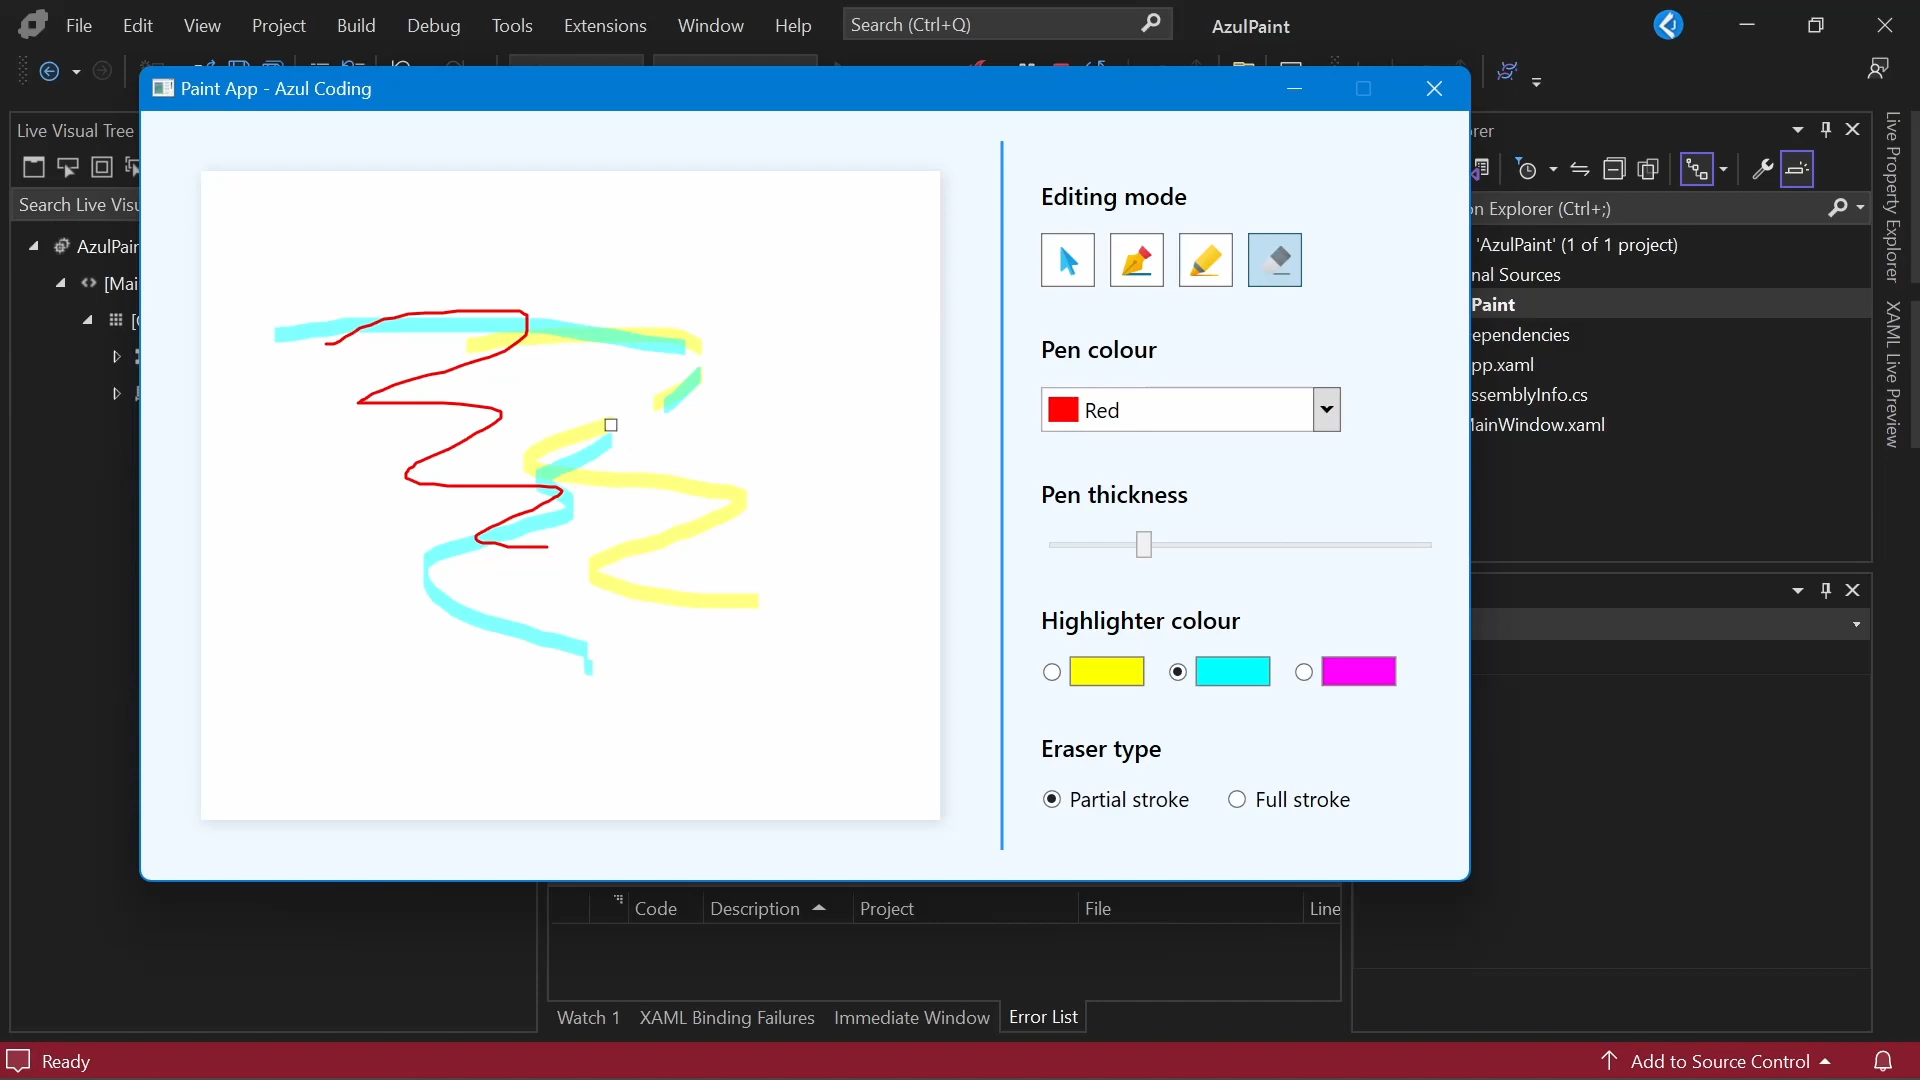 File Edit View Project Build Debug Tools Extensions Window Help Search (Ctrl+Q) AzulPaint
Paint App - Azul Coding
Live Visual Tree
Search Live Visu
AzulPain
[Mai
Editing mode
Pen colour
Red
Pen thickness
Highlighter colour
Eraser type
Partial stroke Full stroke
rer
n Explorer (Ctrl+;)
'AzulPaint' (1 of 1 project)
nal Sources
Paint
ependencies
pp.xaml
ssemblyInfo.cs
MainWindow.xaml
Live Property Explorer
XAML Live Preview
Code Description Project File Line
Watch 1 XAML Binding Failures Immediate Window Error List
Ready
Add to Source Control